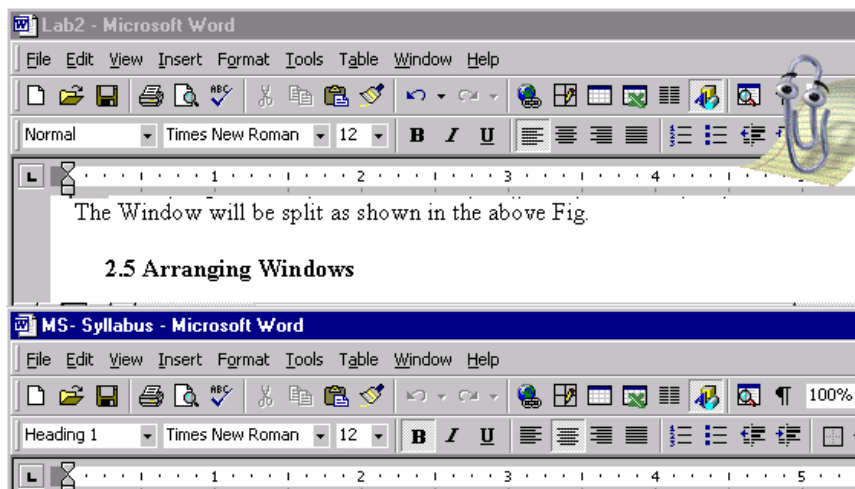 Lab2 - Microsoft Word
File Edit View Insert Format Tools Table Window Help
ABC
Normal Times New Roman 12 B I U
1 2 3 4
The Window will be split as shown in the above Fig.
2.5 Arranging Windows
MS- Syllabus - Microsoft Word
File Edit View Insert Format Tools Table Window Help
ABC ¶ 100%
Heading 1 Times New Roman 12 B I U
1 2 3 4 5